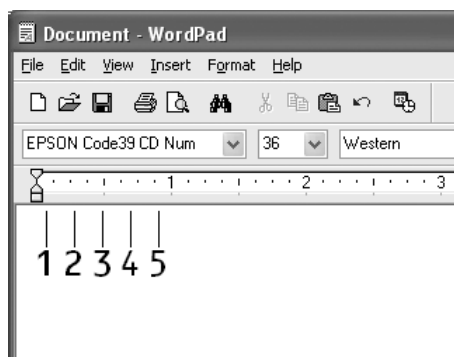 Document - WordPad
File Edit View Insert Format Help
EPSON Code39 CD Num 36 Western
1 2 3
1 2 3 4 5